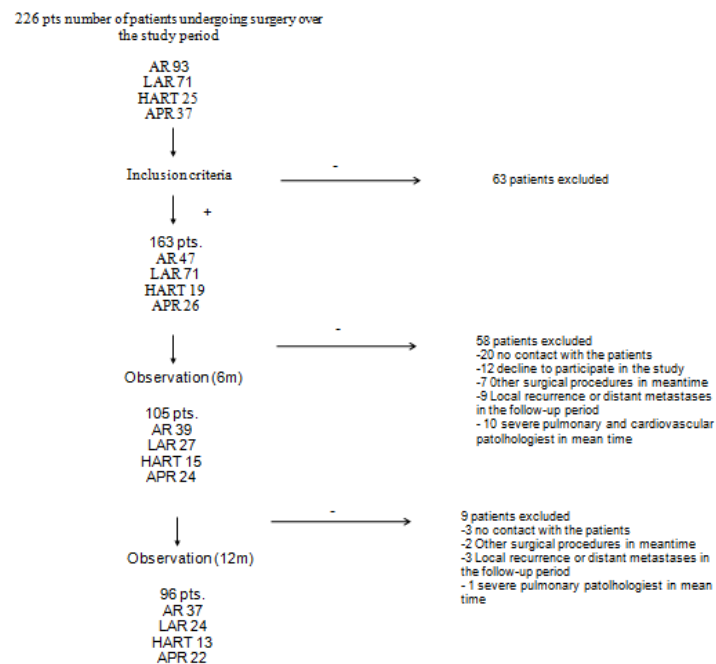 226 pts number of patients undergoing surgery over
the study period
AR 93
LAR 71
HART 25
APR 37
Inclusion criteria
-
63 patients excluded
+
163 pts.
AR 47
LAR 71
HART 19
APR 26
-
58 patients excluded
-20 no contact with the patients
-12 decline to participate in the study
-7 Other surgical procedures in meantime
-9 Local recurrence or distant metastases
in the follow-up period
- 10 severe pulmonary and cardiovascular
patolhologiest in mean time
Observation (6m)
105 pts.
AR 39
LAR 27
HART 15
APR 24
-
9 patients excluded
-3 no contact with the patients
-2 Other surgical procedures in meantime
-3 Local recurrence or distant metastases in
the follow-up period
- 1 severe pulmonary patolhologiest in mean
time
Observation (12m)
96 pts.
AR 37
LAR 24
HART 13
APR 22